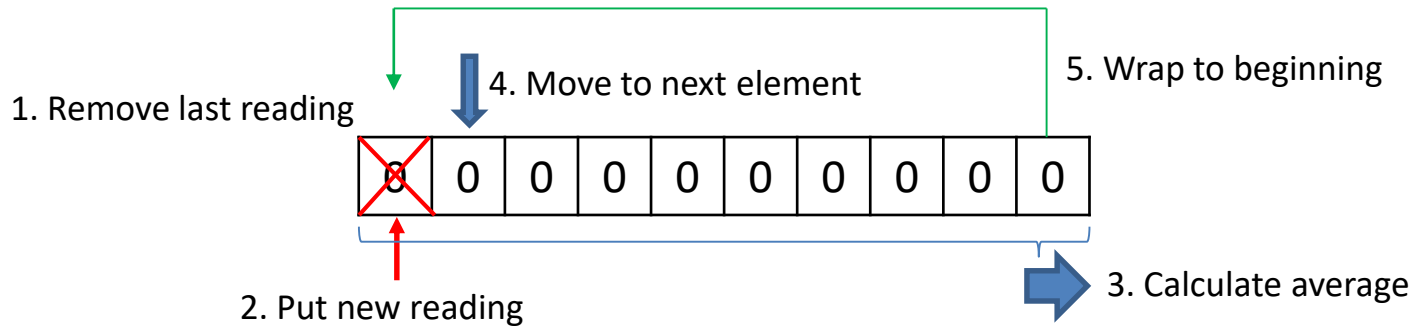 5. Wrap to beginning
4. Move to next element
1. Remove last reading
0 0 0 0 0 0 0 0 0 0
3. Calculate average
2. Put new reading